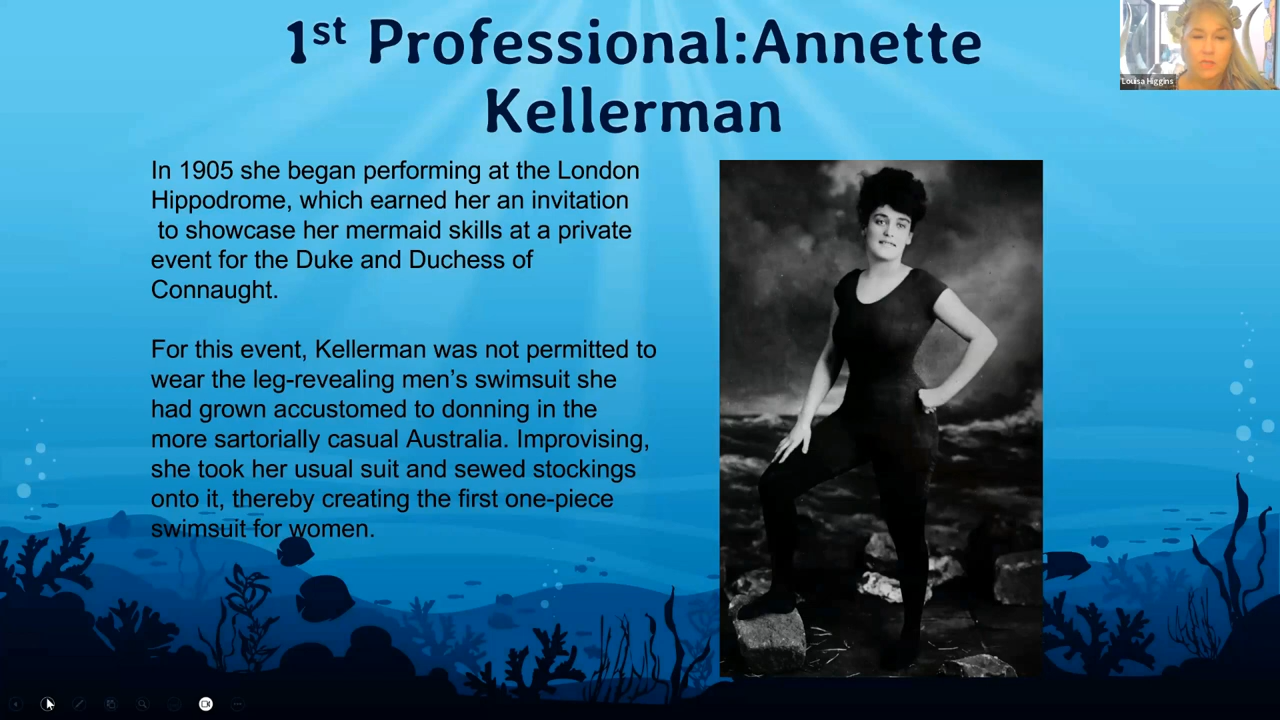 1st Professional:Annette
Kellerman
Louisa Higgins
In 1905 she began performing at the London
Hippodrome, which earned her an invitation
to showcase her mermaid skills at a private
event for the Duke and Duchess of
Connaught.
For this event, Kellerman was not permitted to
wear the leg-revealing men’s swimsuit she
had grown accustomed to donning in the
more sartorially casual Australia. Improvising,
she took her usual suit and sewed stockings
onto it, thereby creating the first one-piece
swimsuit for women.